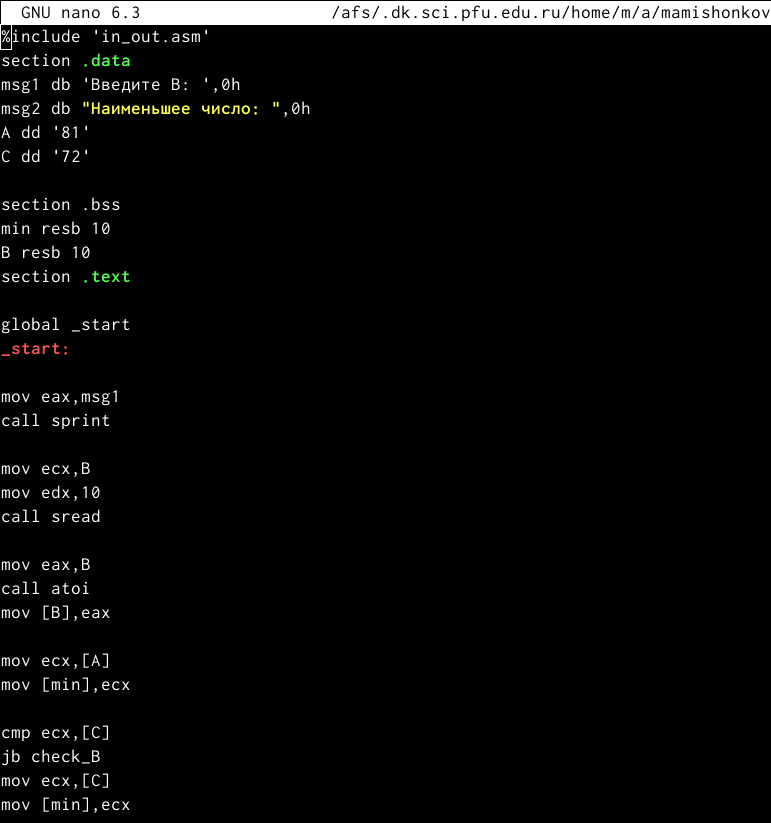 GNU nano 6.3 /afs/.dk.sci.pfu.edu.ru/home/m/a/mamishonkov
%include 'in_out.asm'
section .data
msg1 db 'Введите B: ',0h
msg2 db "Наименьшее число: ",0h
A dd '81'
C dd '72'
section .bss
min resb 10
B resb 10
section .text
global _start
_start:
mov eax,msg1
call sprint
mov ecx,B
mov edx,10
call sread
mov eax,B
call atoi
mov [B],eax
mov ecx,[A]
mov [min],ecx
cmp ecx,[C]
jb check_B
mov ecx,[C]
mov [min],ecx